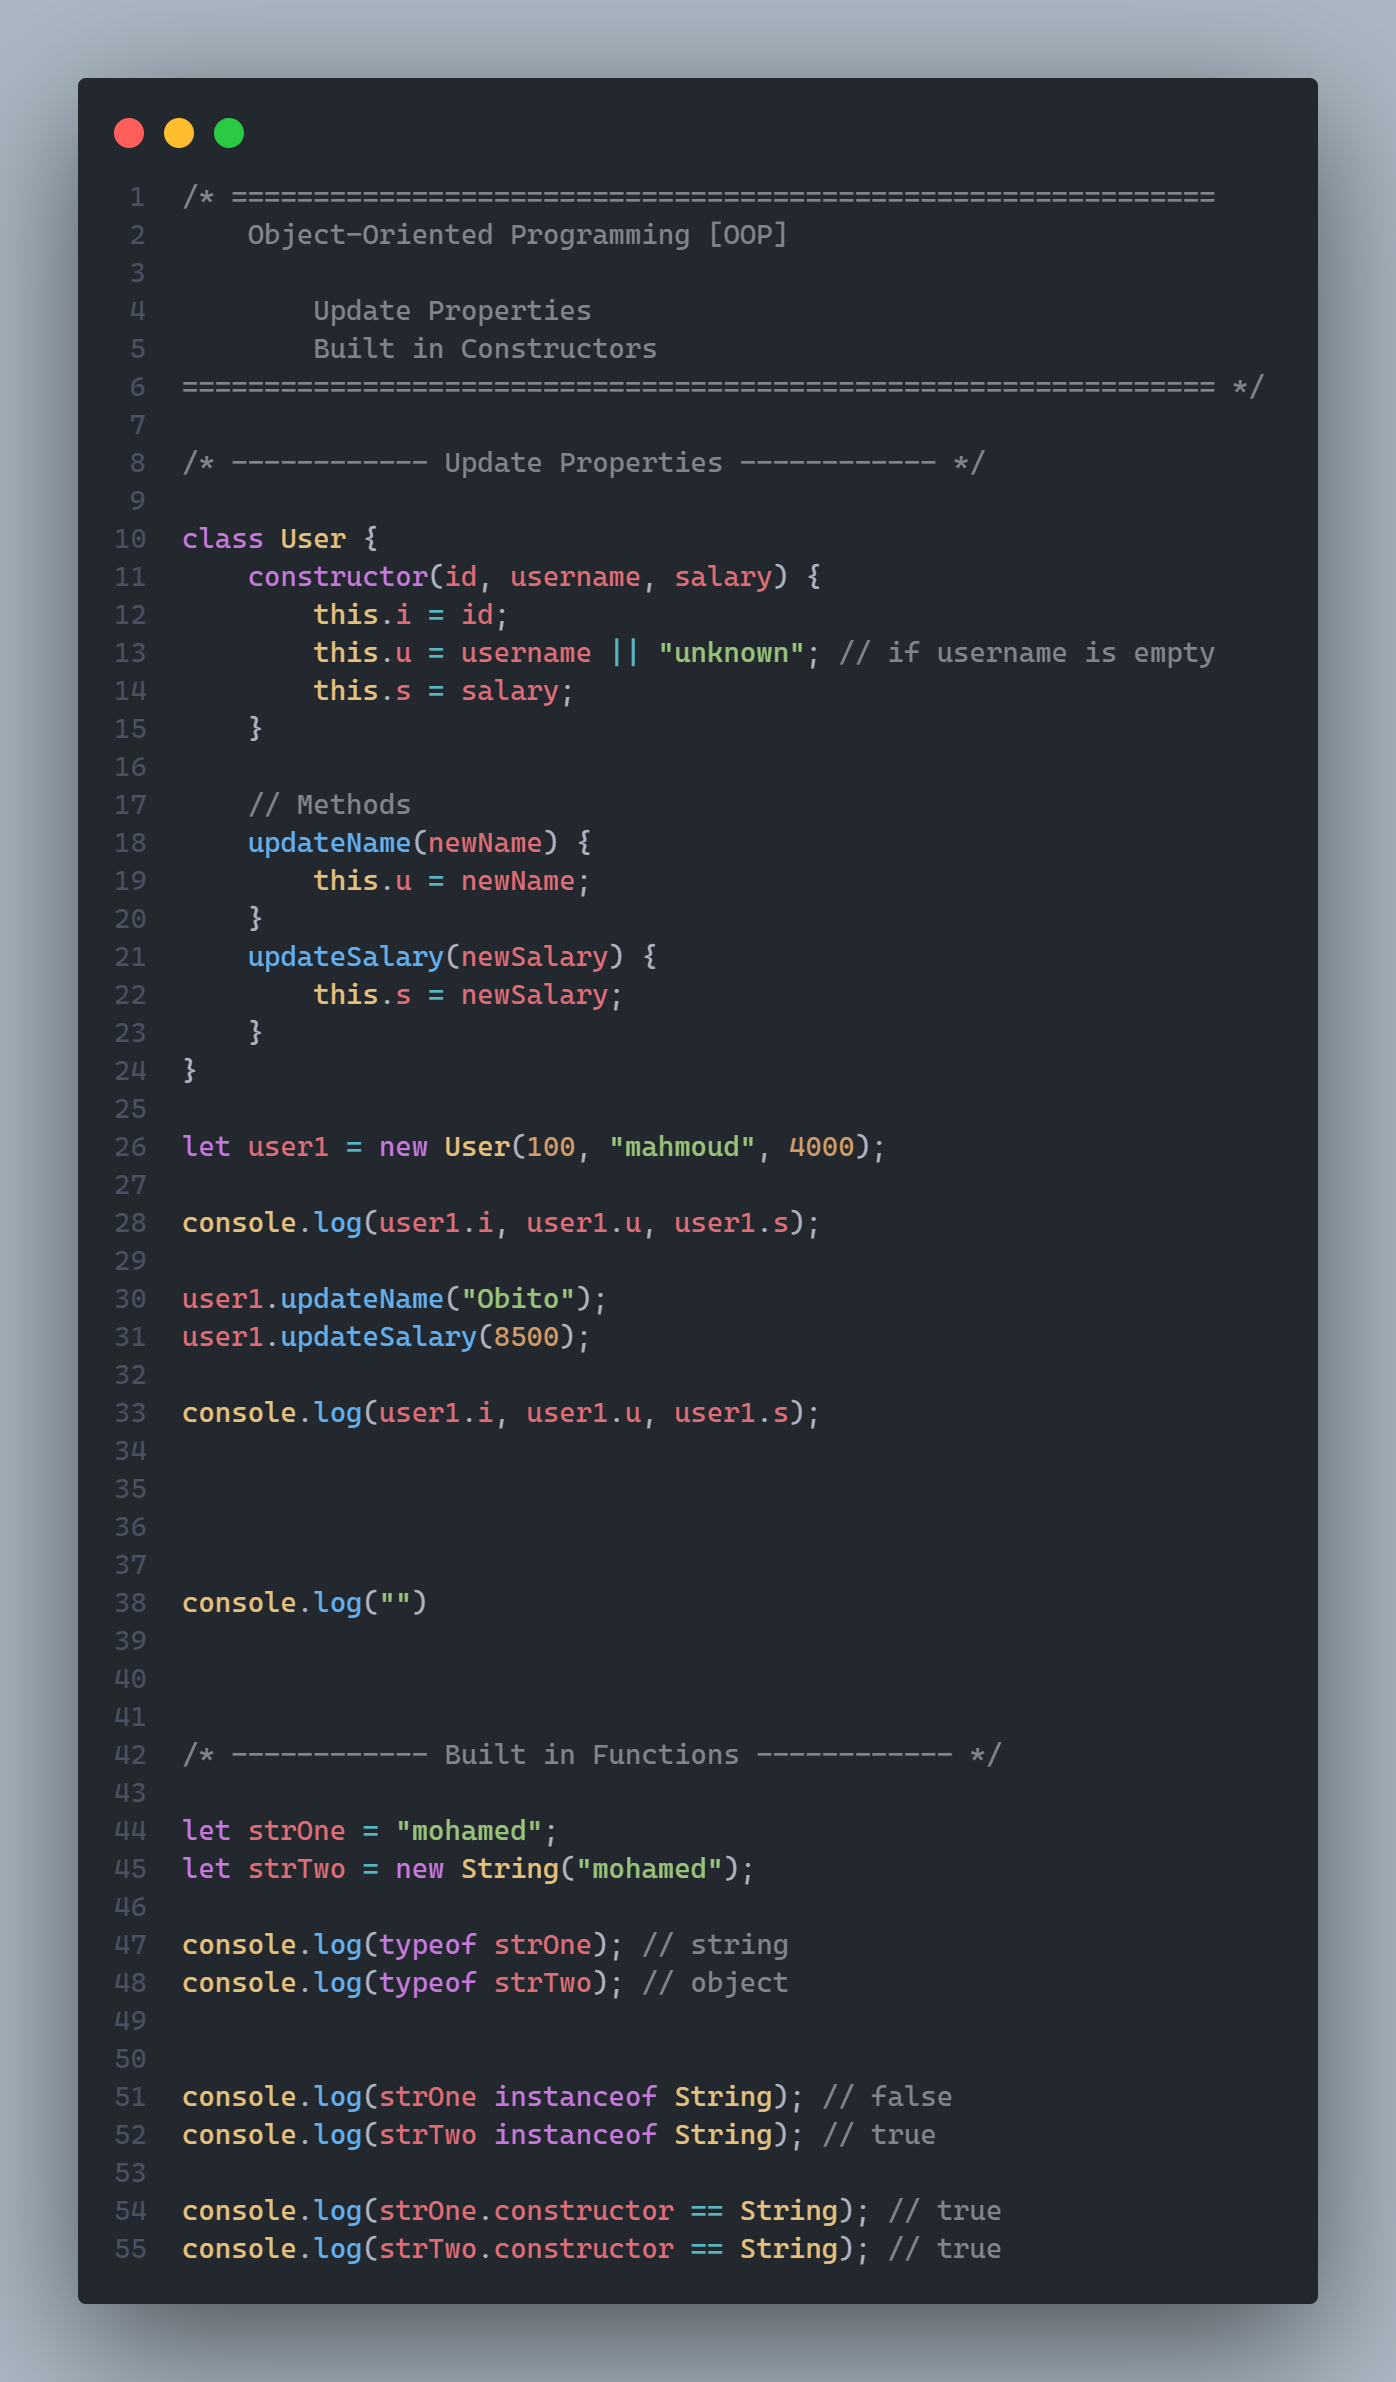 1 /* ============================================================
2     Object-Oriented Programming [OOP]
3
4         Update Properties
5         Built in Constructors
6 =============================================================== */
7
8 /* ------------ Update Properties ------------ */
9
10 class User {
11     constructor(id, username, salary) {
12         this.i = id;
13         this.u = username || "unknown"; // if username is empty
14         this.s = salary;
15     }
16
17     // Methods
18     updateName(newName) {
19         this.u = newName;
20     }
21     updateSalary(newSalary) {
22         this.s = newSalary;
23     }
24 }
25
26 let user1 = new User(100, "mahmoud", 4000);
27
28 console.log(user1.i, user1.u, user1.s);
29
30 user1.updateName("Obito");
31 user1.updateSalary(8500);
32
33 console.log(user1.i, user1.u, user1.s);
34
35
36
37
38 console.log("")
39
40
41
42 /* ------------ Built in Functions ------------ */
43
44 let strOne = "mohamed";
45 let strTwo = new String("mohamed");
46
47 console.log(typeof strOne); // string
48 console.log(typeof strTwo); // object
49
50
51 console.log(strOne instanceof String); // false
52 console.log(strTwo instanceof String); // true
53
54 console.log(strOne.constructor == String); // true
55 console.log(strTwo.constructor == String); // true